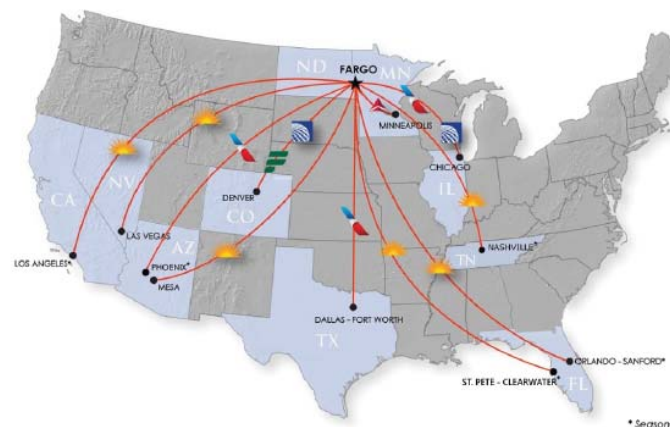 ND
MN
FARGO
MINNEAPOLIS
CHICAGO
IL
CA
NV
DENVER
CO
LAS VEGAS
AZ
LOS ANGELES*
PHOENIX*
MESA
NASHVILLE*
TN
DALLAS - FORT WORTH
TX
ORLANDO - SANFORD*
ST. PETE - CLEARWATER*
FL